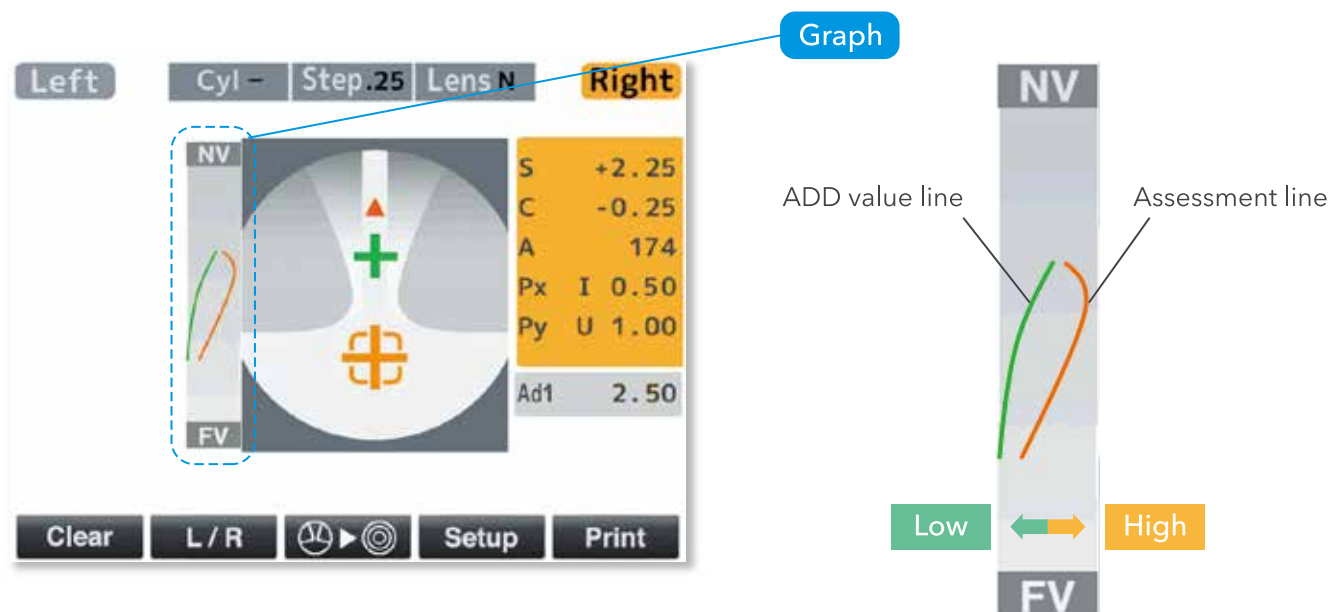 Graph
Left
Cyl −
Step.25
Lens N
Right
NV
FV
S +2.25
C -0.25
A 174
Px I 0.50
Py U 1.00
Ad1 2.50
Clear
L / R
Setup
Print
NV
ADD value line
Assessment line
Low
High
FV